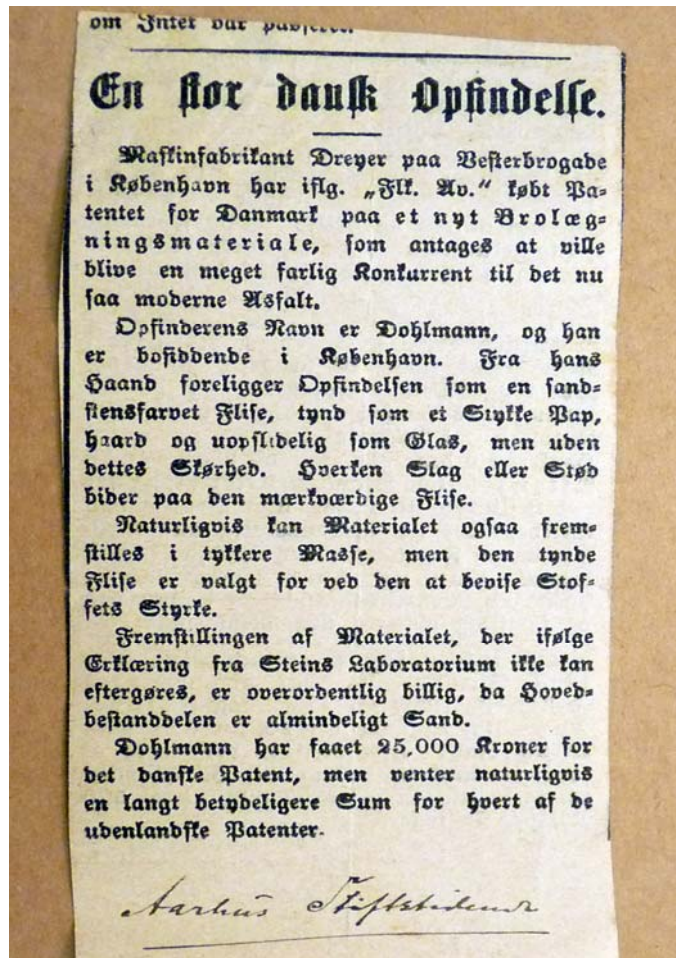 om Intet var passeret.
En stor dansk Opfindelse.
Maskinfabrikant Dreyer paa Vesterbrogade
i København har iflg. „Flk. Av.“ købt Pa-
tentet for Danmark paa et nyt Brolæg-
ningsmateriale, som antages at ville
blive en meget farlig Konkurrent til det nu
saa moderne Asfalt.
Opfinderens Navn er Dohlmann, og han
er bosiddende i København. Fra hans
Haand foreligger Opfindelsen som en sand-
stensfarvet Flise, tynd som et Stykke Pap,
haard og uopslidelig som Glas, men uden
dettes Skørhed. Hverken Slag eller Stød
bider paa den mærkværdige Flise.
Naturligvis kan Materialet ogsaa frem-
stilles i tykkere Masse, men den tynde
Flise er valgt for ved den at bevise Stof-
fets Styrke.
Fremstillingen af Materialet, der ifølge
Erklæring fra Steins Laboratorium ikke kan
eftergøres, er overordentlig billig, da Hoved-
bestanddelen er almindeligt Sand.
Dohlmann har faaet 25,000 Kroner for
det danske Patent, men venter naturligvis
en langt betydeligere Sum for hvert af de
udenlandske Patenter.
Aarhus Stiftstidende